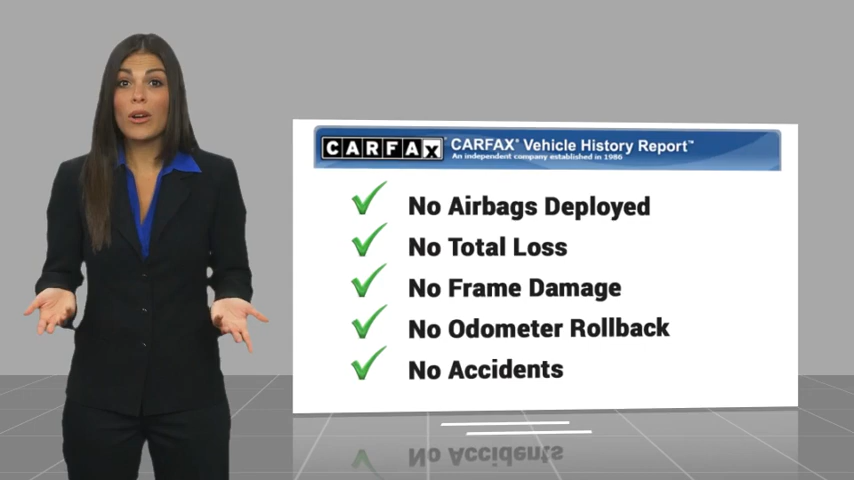 CARFAX CARFAX® Vehicle History Report™
An independent company established in 1986
No Airbags Deployed
No Total Loss
No Frame Damage
No Odometer Rollback
No Accidents
No Accidents